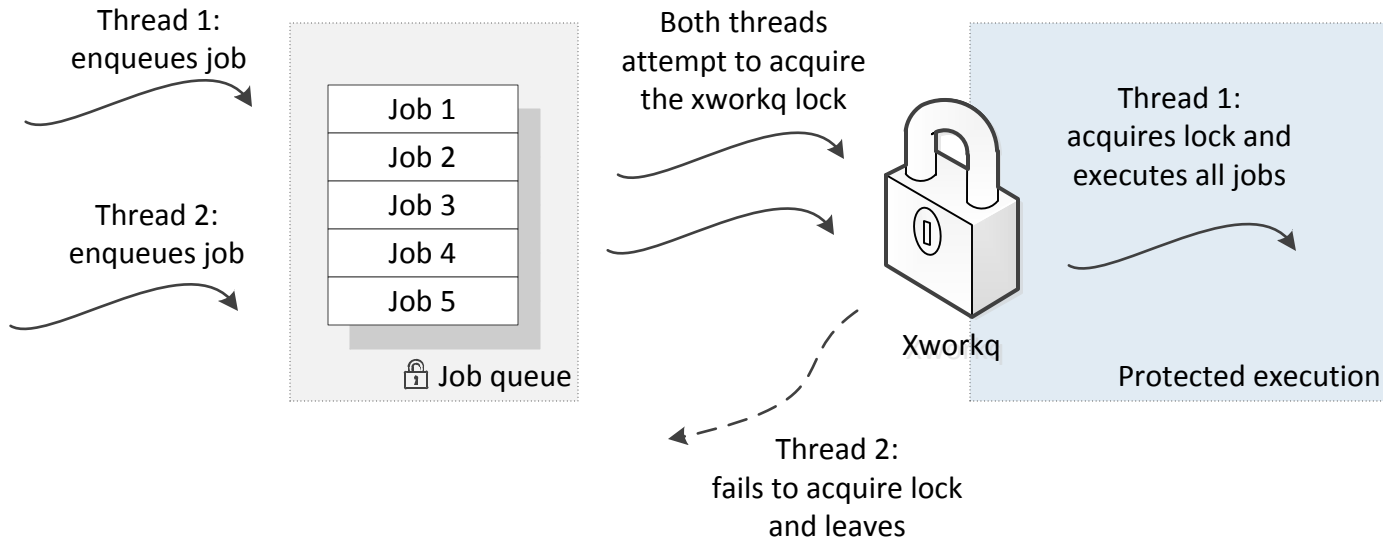 Thread 1:
enqueues job
Thread 2:
enqueues job
Job 1
Job 2
Job 3
Job 4
Job 5
Job queue
Both threads
attempt to acquire
the xworkq lock
Xworkq
Thread 2:
fails to acquire lock
and leaves
Thread 1:
acquires lock and
executes all jobs
Protected execution